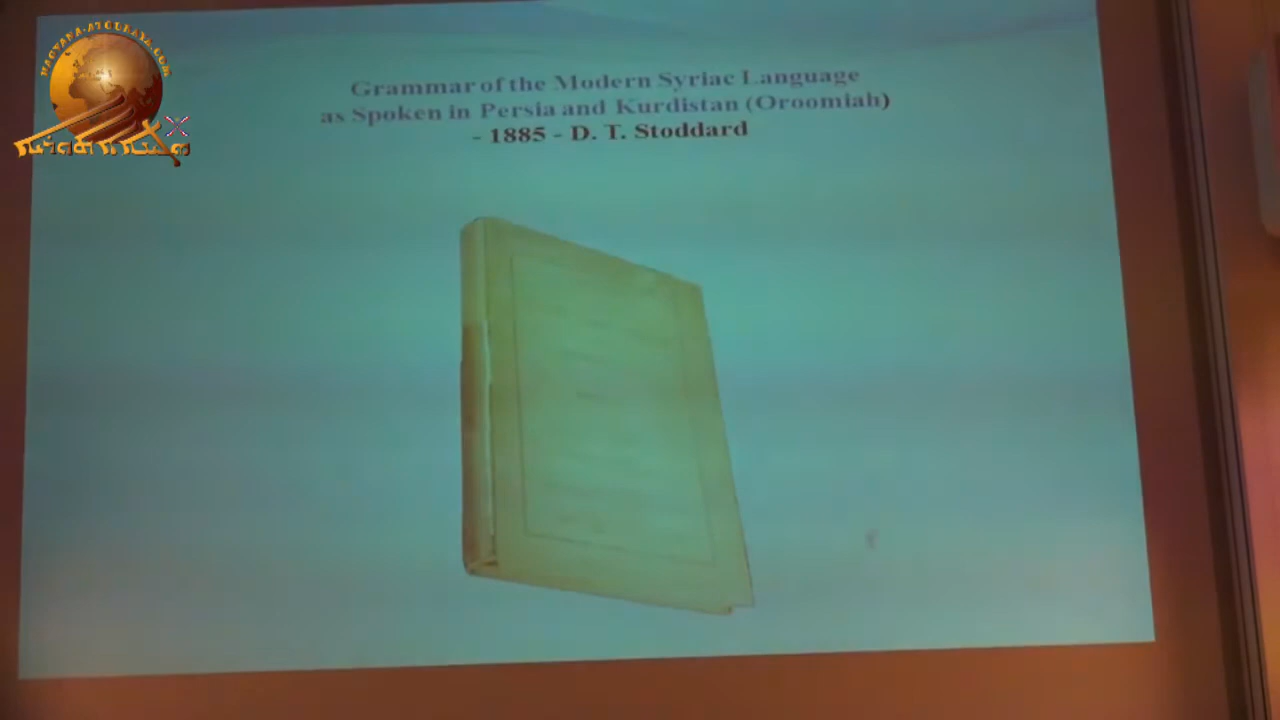 Grammar of the Modern Syriac Language
as Spoken in Persia and Kurdistan (Oroomiah)
- 1885 - D. T. Stoddard